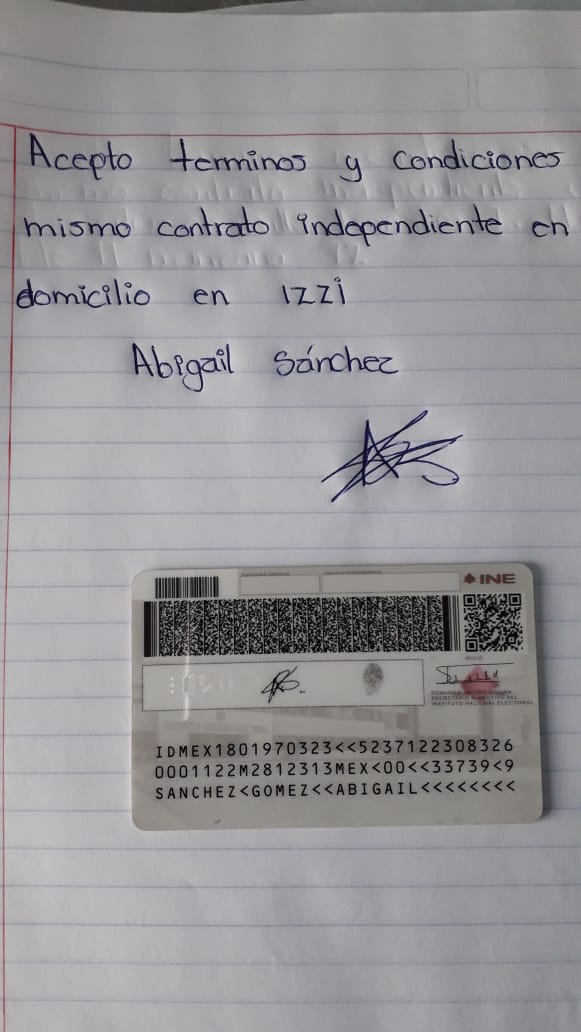 Acepto terminos y condiciones
mismo contrato independiente en
domicilio en izzi
Abigail Sánchez
INE
SECRETARIO EJECUTIVO DEL
INSTITUTO NACIONAL ELECTORAL
IDMEX1801970323<<5237122308326
0001122M2812313MEX<00<<33739<9
SANCHEZ<GOMEZ<<ABIGAIL<<<<<<<<